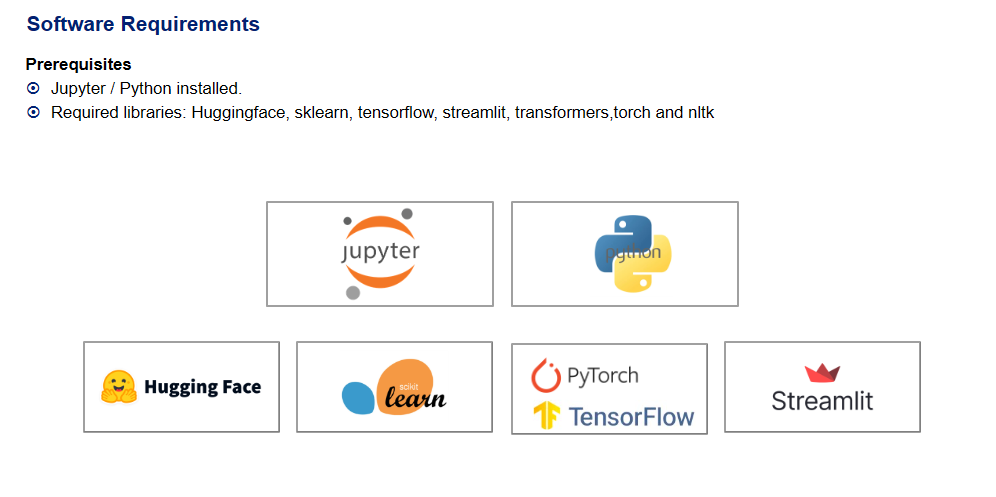 Software Requirements
Prerequisites
Jupyter / Python installed.
Required libraries: Huggingface, sklearn, tensorflow, streamlit, transformers,torch and nltk
jupyter
python
Hugging Face
scikit
learn
PyTorch
TensorFlow
Streamlit